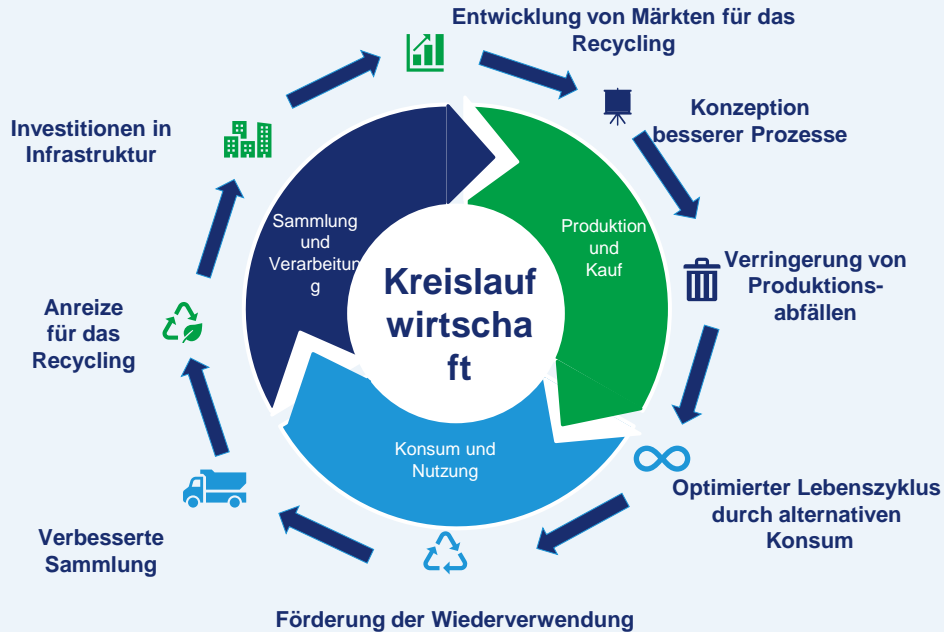 Entwicklung von Märkten für das
Recycling
Konzeption
besserer Prozesse
Verringerung von
Produktions-
abfällen
Optimierter Lebenszyklus
durch alternativen
Konsum
Förderung der Wiederverwendung
Verbesserte
Sammlung
Anreize
für das
Recycling
Investitionen in
Infrastruktur
Sammlung
und
Verarbeitun
g
Produktion
und
Kauf
Konsum und
Nutzung
Kreislauf
wirtscha
ft